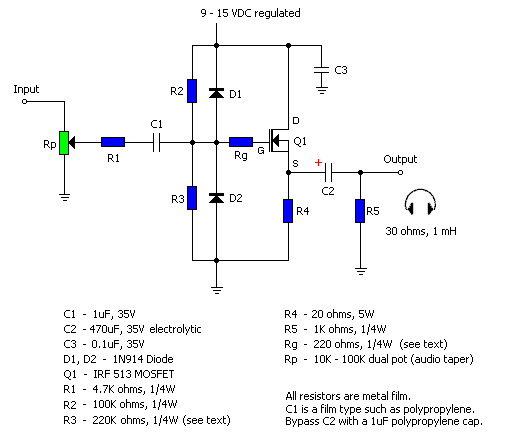 9 - 15 VDC regulated
R2
D1
C3
Input
C1
D
Rp
R1
Rg
G
Q1
S
+
Output
C2
R3
D2
R4
R5
30 ohms, 1 mH
C1 - 1uF, 35V
C2 - 470uF, 35V electrolytic
C3 - 0.1uF, 35V
D1, D2 - 1N914 Diode
Q1 - IRF 513 MOSFET
R1 - 4.7K ohms, 1/4W
R2 - 100K ohms, 1/4W
R3 - 220K ohms, 1/4W (see text)
R4 - 20 ohms, 5W
R5 - 1K ohms, 1/4W
Rg - 220 ohms, 1/4W (see text)
Rp - 10K - 100K dual pot (audio taper)
All resistors are metal film.
C1 is a film type such as polypropylene.
Bypass C2 with a 1uF polypropylene cap.